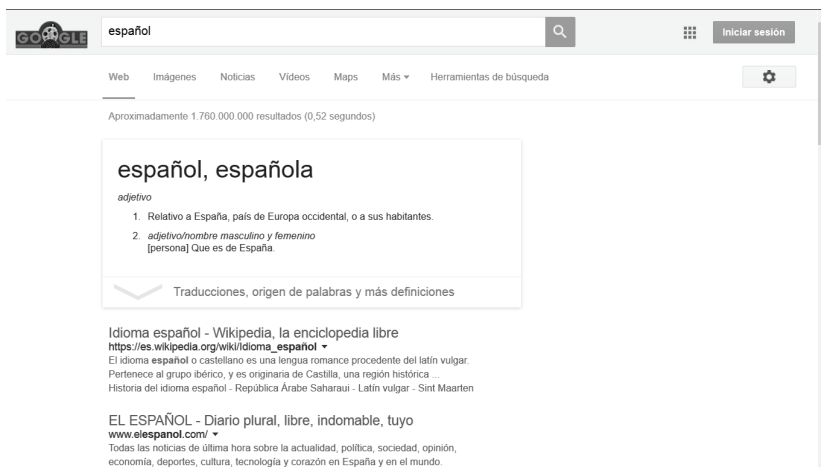 GOOGLE
español
Iniciar sesión
Web Imágenes Noticias Vídeos Maps Más Herramientas de búsqueda
Aproximadamente 1.760.000.000 resultados (0,52 segundos)
español, española
adjetivo
1. Relativo a España, país de Europa occidental, o a sus habitantes.
2. adjetivo/nombre masculino y femenino
[persona] Que es de España.
Traducciones, origen de palabras y más definiciones
Idioma español - Wikipedia, la enciclopedia libre
https://es.wikipedia.org/wiki/Idioma_español
El idioma español o castellano es una lengua romance procedente del latín vulgar.
Pertenece al grupo ibérico, y es originaria de Castilla, una región histórica ...
Historia del idioma español - República Árabe Saharaui - Latín vulgar - Sint Maarten
EL ESPAÑOL - Diario plural, libre, indomable, tuyo
www.elespanol.com/
Todas las noticias de última hora sobre la actualidad, política, sociedad, opinión,
economía, deportes, cultura, tecnología y corazón en España y en el mundo.